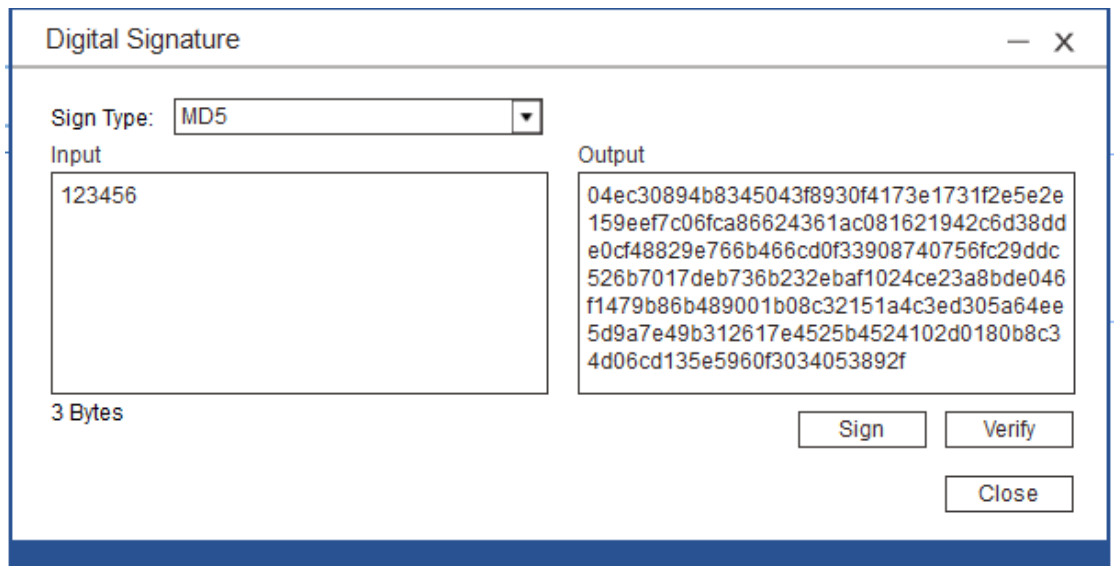 Digital Signature
Sign Type: MD5
Input
Output
123456
04ec30894b8345043f8930f4173e1731f2e5e2e
159eef7c06fca86624361ac081621942c6d38dd
e0cf48829e766b466cd0f33908740756fc29ddc
526b7017deb736b232ebaf1024ce23a8bde046
f1479b86b489001b08c32151a4c3ed305a64ee
5d9a7e49b312617e4525b4524102d0180b8c3
4d06cd135e5960f3034053892f
3 Bytes
Sign
Verify
Close